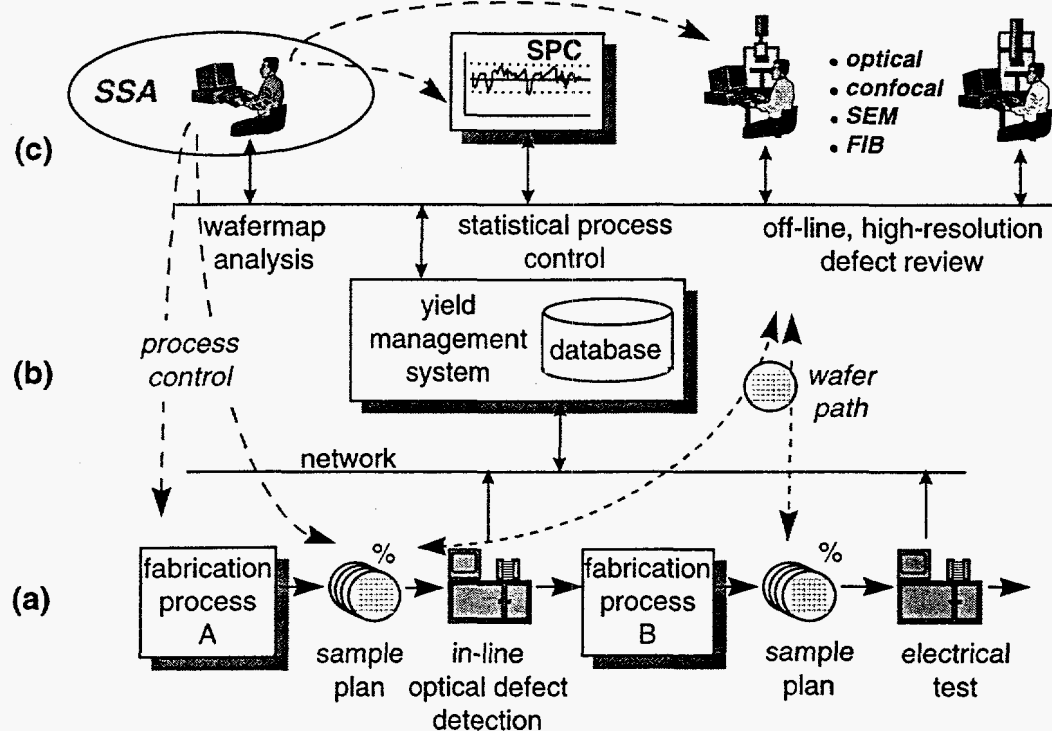 (c)
SSA
SPC
• optical
• confocal
• SEM
• FIB
wafermap
analysis
statistical process
control
off-line, high-resolution
defect review
(b)
process
control
yield
management
system
database
wafer
path
network
(a)
fabrication
process
A
%
sample
plan
in-line
optical defect
detection
fabrication
process
B
%
sample
plan
electrical
test